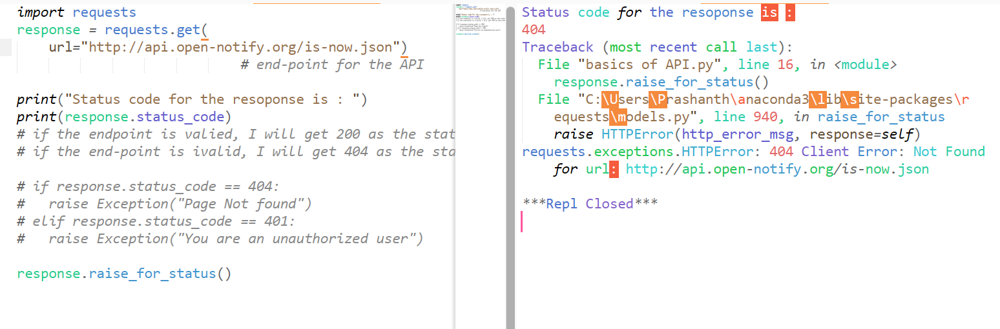 import requests
response = requests.get(
    url="http://api.open-notify.org/is-now.json")
                            # end-point for the API

print("Status code for the resoponse is : ")
print(response.status_code)
# if the endpoint is valied, I will get 200 as the stat
# if the end-point is ivalid, I will get 404 as the sta

# if response.status_code == 404:
#   raise Exception("Page Not found")
# elif response.status_code == 401:
#   raise Exception("You are an unauthorized user")

response.raise_for_status()
Status code for the resoponse is :
404
Traceback (most recent call last):
  File "basics of API.py", line 16, in <module>
    response.raise_for_status()
  File "C:\Users\Prashanth\anaconda3\lib\site-packages\r
    equests\models.py", line 940, in raise_for_status
    raise HTTPError(http_error_msg, response=self)
requests.exceptions.HTTPError: 404 Client Error: Not Found
    for url: http://api.open-notify.org/is-now.json

***Repl Closed***